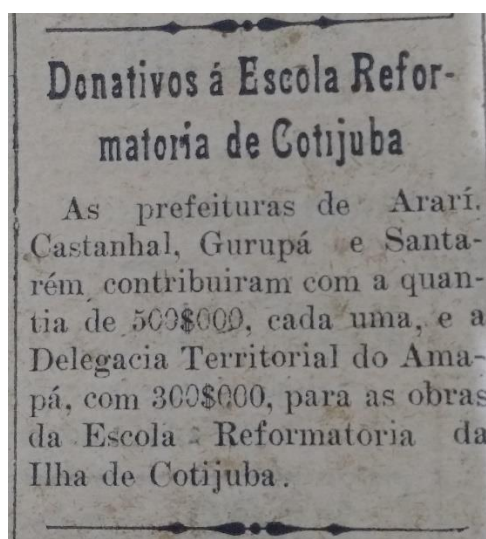 Donativos á Escola Refor-
matoria de Cotijuba
As prefeituras de Ararí.
Castanhal, Gurupá e Santa-
rém contribuiram com a quan-
tia de 500$000, cada uma, e a
Delegacia Territorial do Ama-
pá, com 300$000, para as obras
da Escola Reformatoria da
Ilha de Cotijuba.